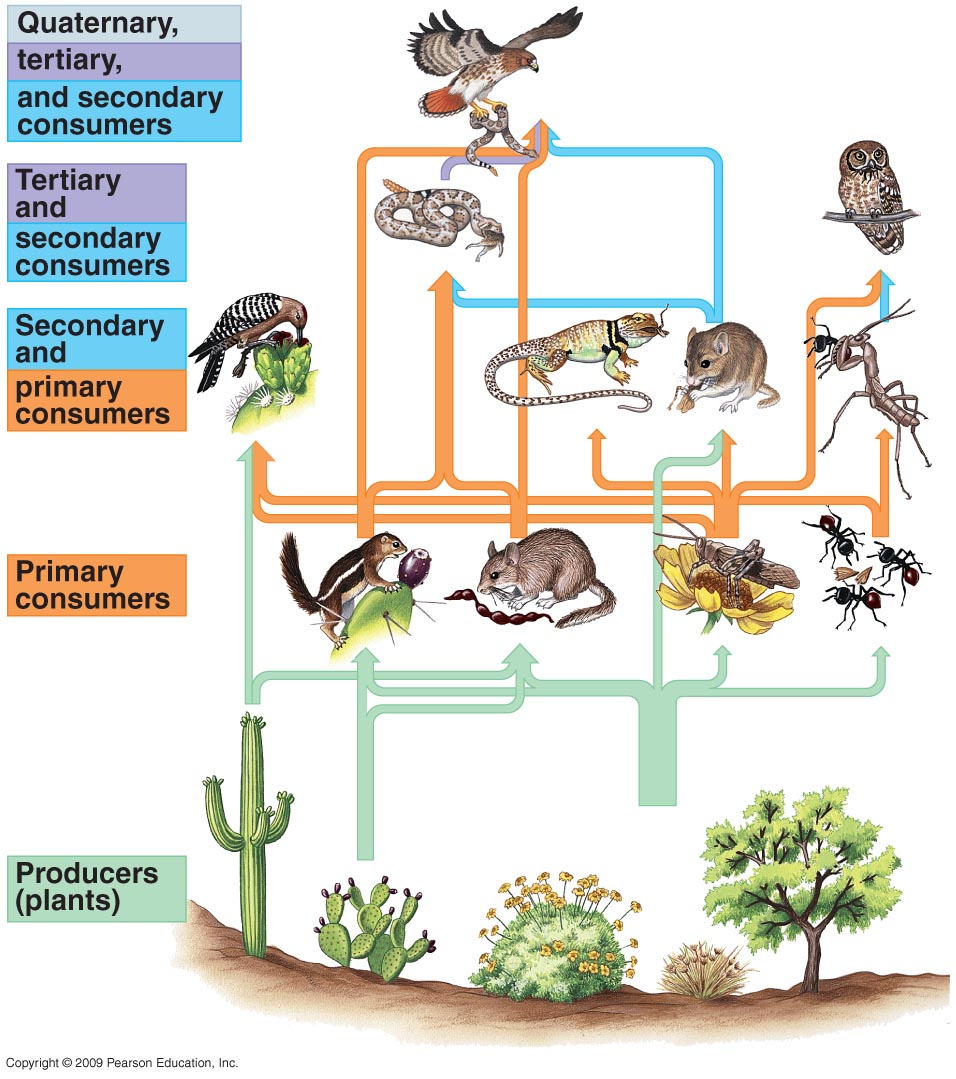 Quaternary,
tertiary,
and secondary
consumers
Tertiary
and
secondary
consumers
Secondary
and
primary
consumers
Primary
consumers
Producers
(plants)
Copyright © 2009 Pearson Education, Inc.